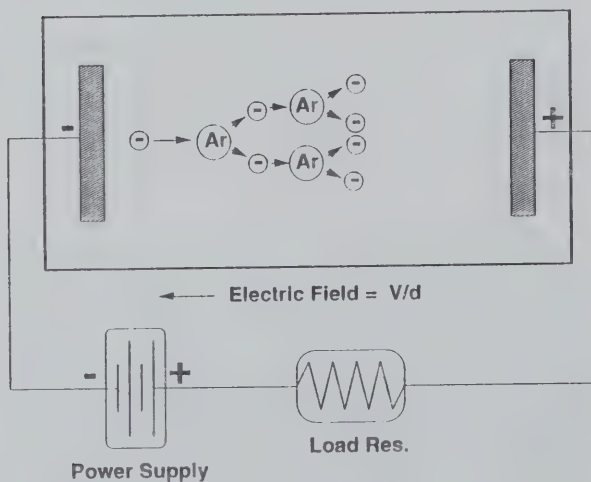 -
-
Ar
-
Ar
-
-
-
Ar
-
-
+
Electric Field = V/d
-
+
Load Res.
Power Supply